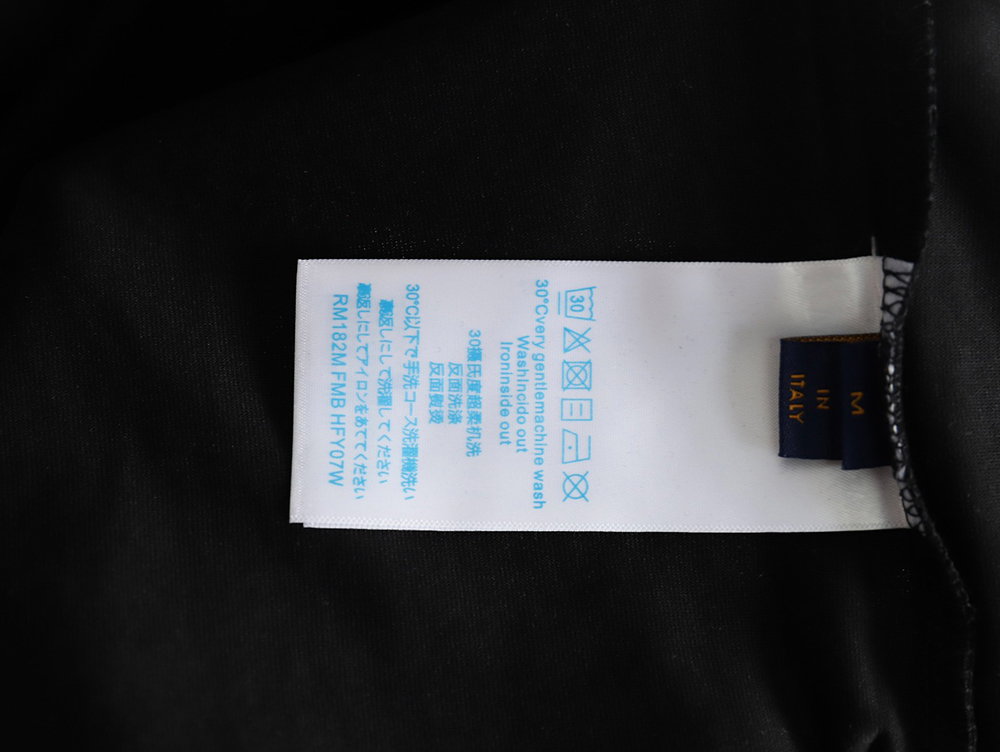 M
IN
ITALY
30
30°Cvery gentlemachine wash
WashIncido out
Ironinside out
30攝氏度超柔机洗
反面洗涤
反面熨烫
30°C以下で手洗コース洗濯機洗い
裏返しにして洗濯してください
裏返しにしてアイロンをあててください
RM182M FMB HFY07W